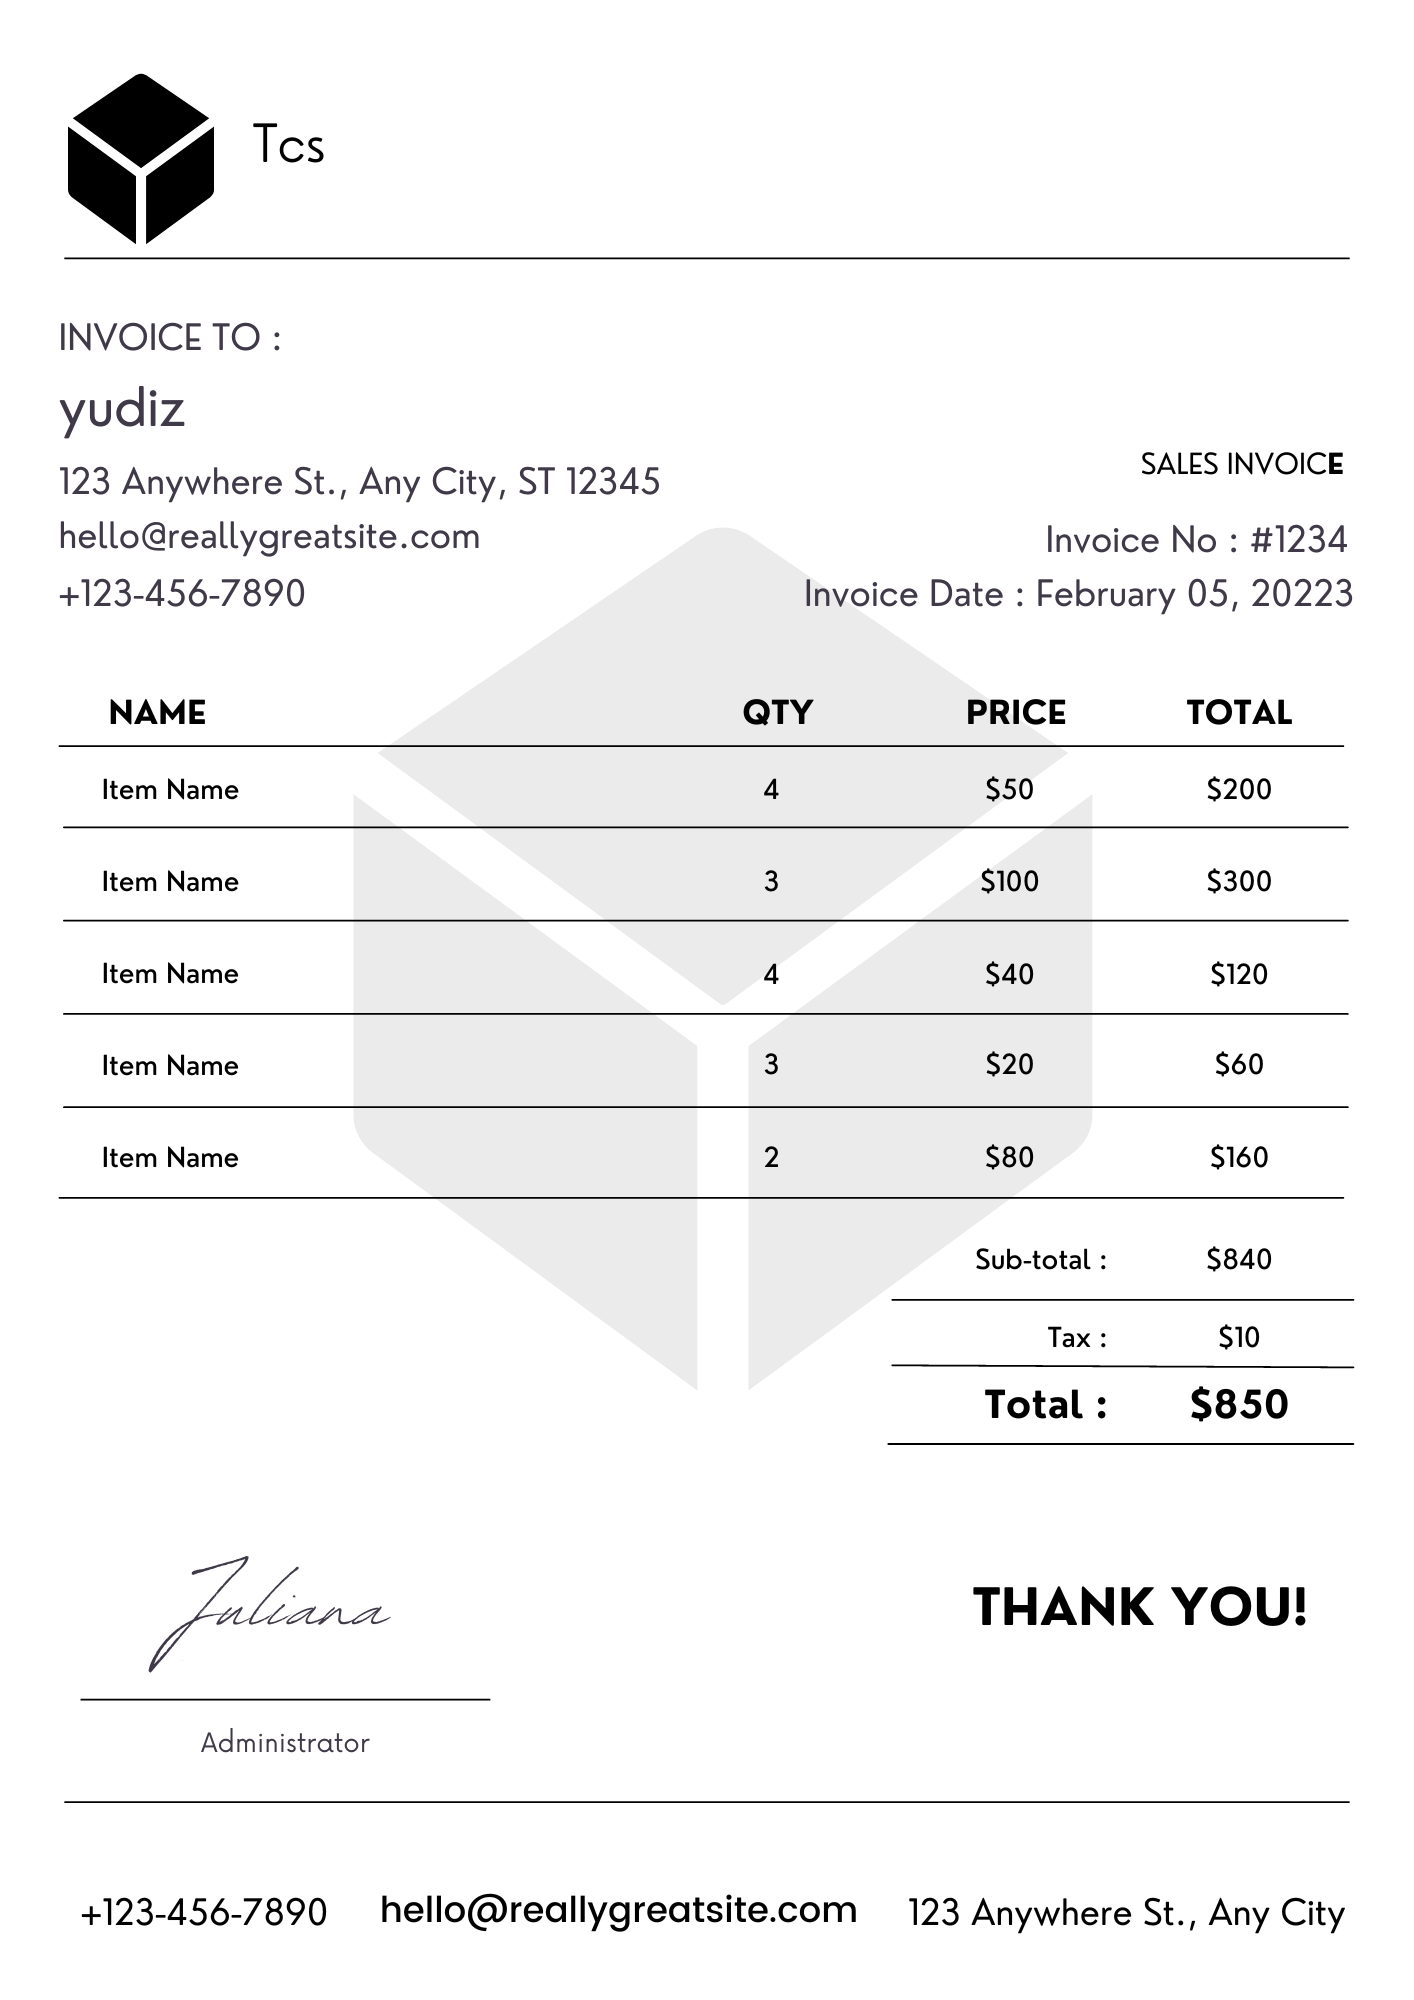 Tcs
INVOICE TO :
yudiz
123 Anywhere St., Any City, ST 12345
hello@reallygreatsite.com
+123-456-7890
SALES INVOICE
Invoice No : #1234
Invoice Date : February 05, 20223
NAME QTY PRICE TOTAL
Item Name 4 $50 $200
Item Name 3 $100 $300
Item Name 4 $40 $120
Item Name 3 $20 $60
Item Name 2 $80 $160
Sub-total : $840
Tax : $10
Total : $850
Juliana
THANK YOU!
Administrator
+123-456-7890 hello@reallygreatsite.com 123 Anywhere St., Any City